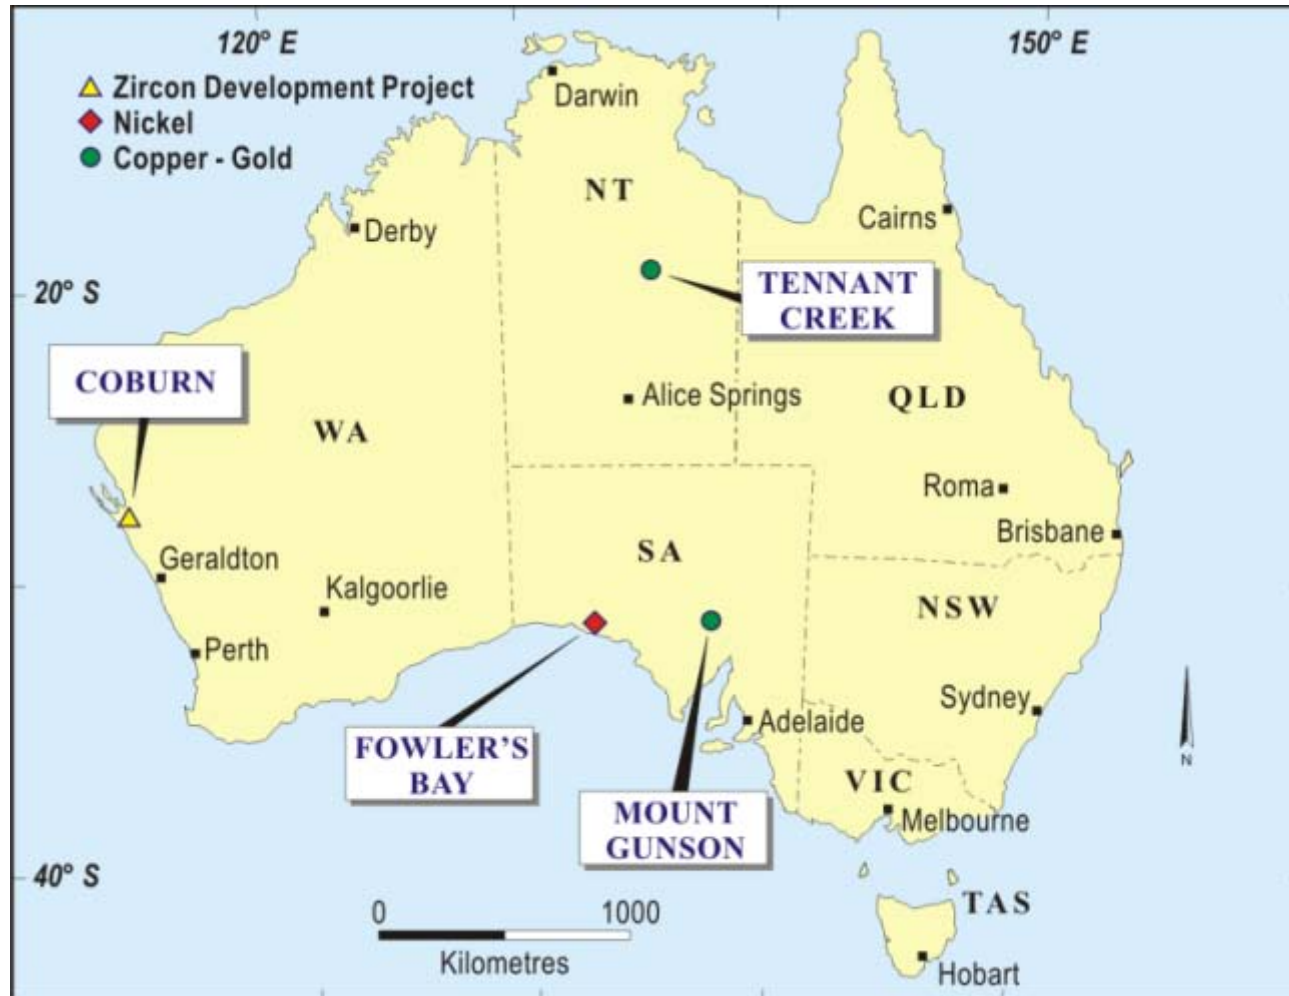 120° E
150° E
Zircon Development Project
Nickel
Copper - Gold
Darwin
NT
Derby
Cairns
20° S
TENNANT
CREEK
COBURN
Alice Springs
QLD
WA
Roma
Brisbane
SA
Geraldton
Kalgoorlie
NSW
Perth
Sydney
Adelaide
FOWLER'S
BAY
VIC
MOUNT
GUNSON
Melbourne
N
40° S
TAS
0 1000
Kilometres
Hobart